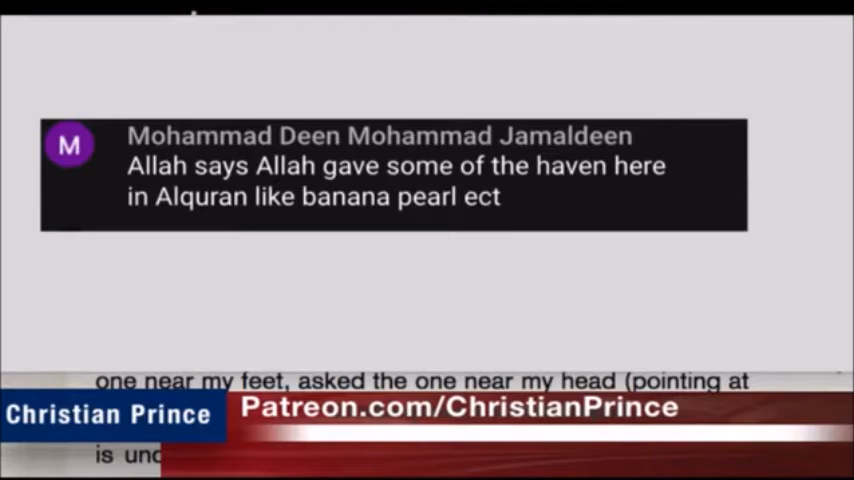 M
Mohammad Deen Mohammad Jamaldeen
Allah says Allah gave some of the haven here
in Alquran like banana pearl ect
one near my feet, asked the one near my head (pointing at
Christian Prince
Patreon.com/ChristianPrince
is